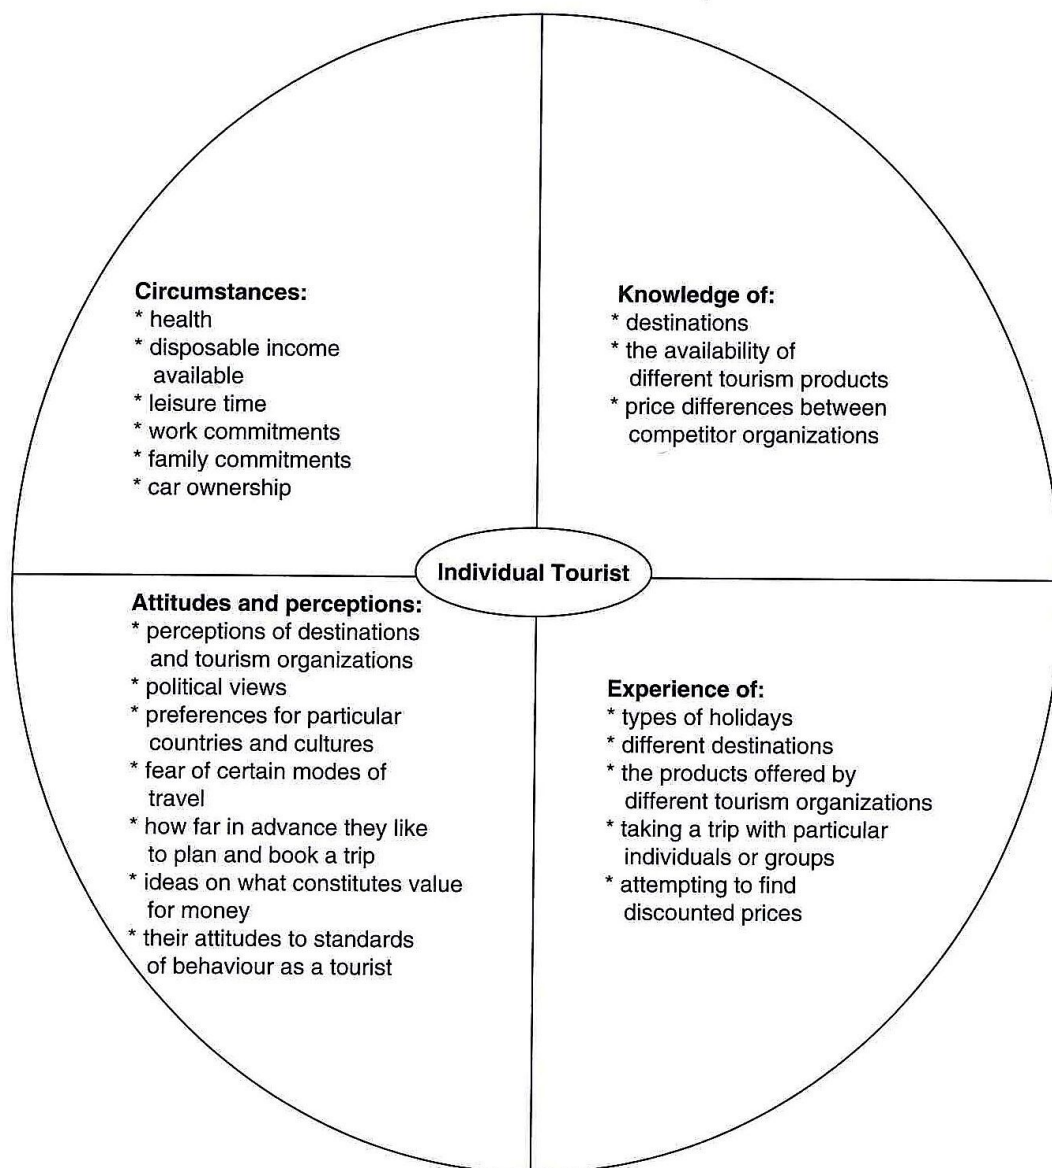 Circumstances:
* health
* disposable income
available
* leisure time
* work commitments
* family commitments
* car ownership
Knowledge of:
* destinations
* the availability of
different tourism products
* price differences between
competitor organizations
Individual Tourist
Attitudes and perceptions:
* perceptions of destinations
and tourism organizations
* political views
* preferences for particular
countries and cultures
* fear of certain modes of
travel
* how far in advance they like
to plan and book a trip
* ideas on what constitutes value
for money
* their attitudes to standards
of behaviour as a tourist
Experience of:
* types of holidays
* different destinations
* the products offered by
different tourism organizations
* taking a trip with particular
individuals or groups
* attempting to find
discounted prices